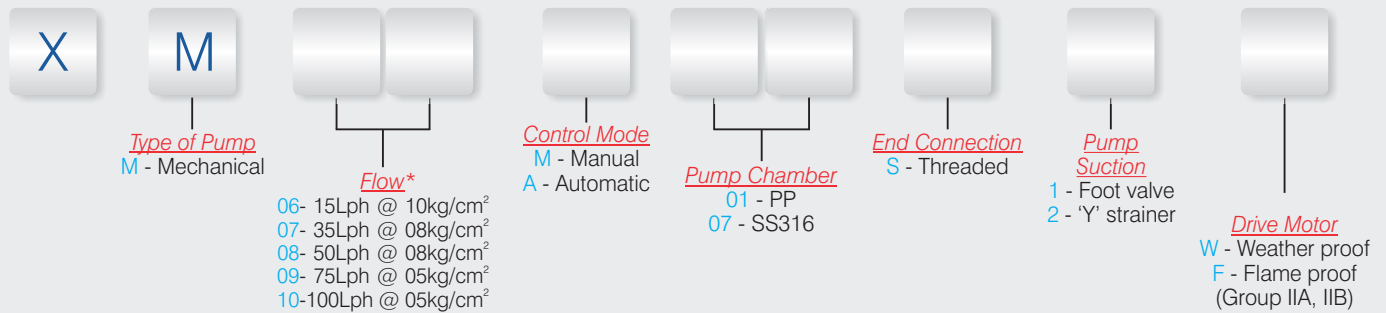 X M
Type of Pump
M - Mechanical
Flow*
06- 15Lph @ 10kg/cm²
07- 35Lph @ 08kg/cm²
08- 50Lph @ 08kg/cm²
09- 75Lph @ 05kg/cm²
10-100Lph @ 05kg/cm²
Control Mode
M - Manual
A - Automatic
Pump Chamber
01 - PP
07 - SS316
End Connection
S - Threaded
Pump
Suction
1 - Foot valve
2 - ‘Y’ strainer
Drive Motor
W - Weather proof
F - Flame proof
(Group IIA, IIB)